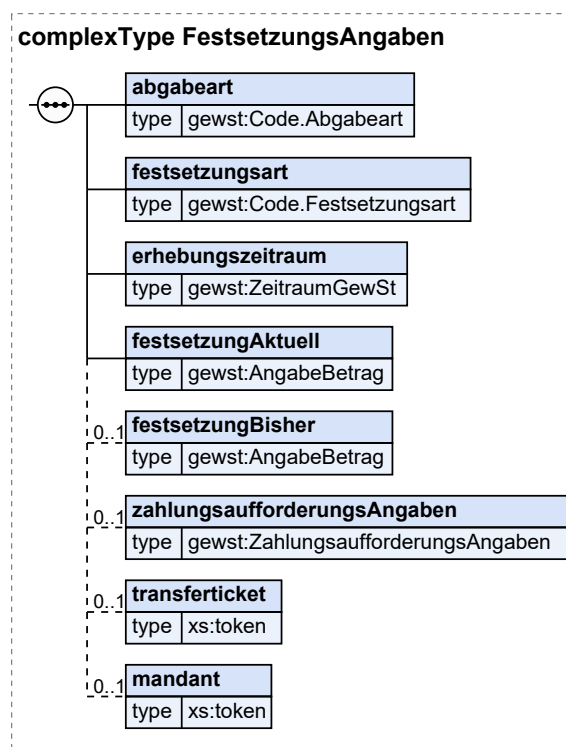 complexType FestsetzungsAngaben
abgabeart
type gewst:Code.Abgabeart
festsetzungsart
type gewst:Code.Festsetzungsart
erhebungszeitraum
type gewst:ZeitraumGewSt
festsetzungAktuell
type gewst:AngabeBetrag
0..1 festsetzungBisher
type gewst:AngabeBetrag
0..1 zahlungsaufforderungsAngaben
type gewst:ZahlungsaufforderungsAngaben
0..1 transferticket
type xs:token
0..1 mandant
type xs:token